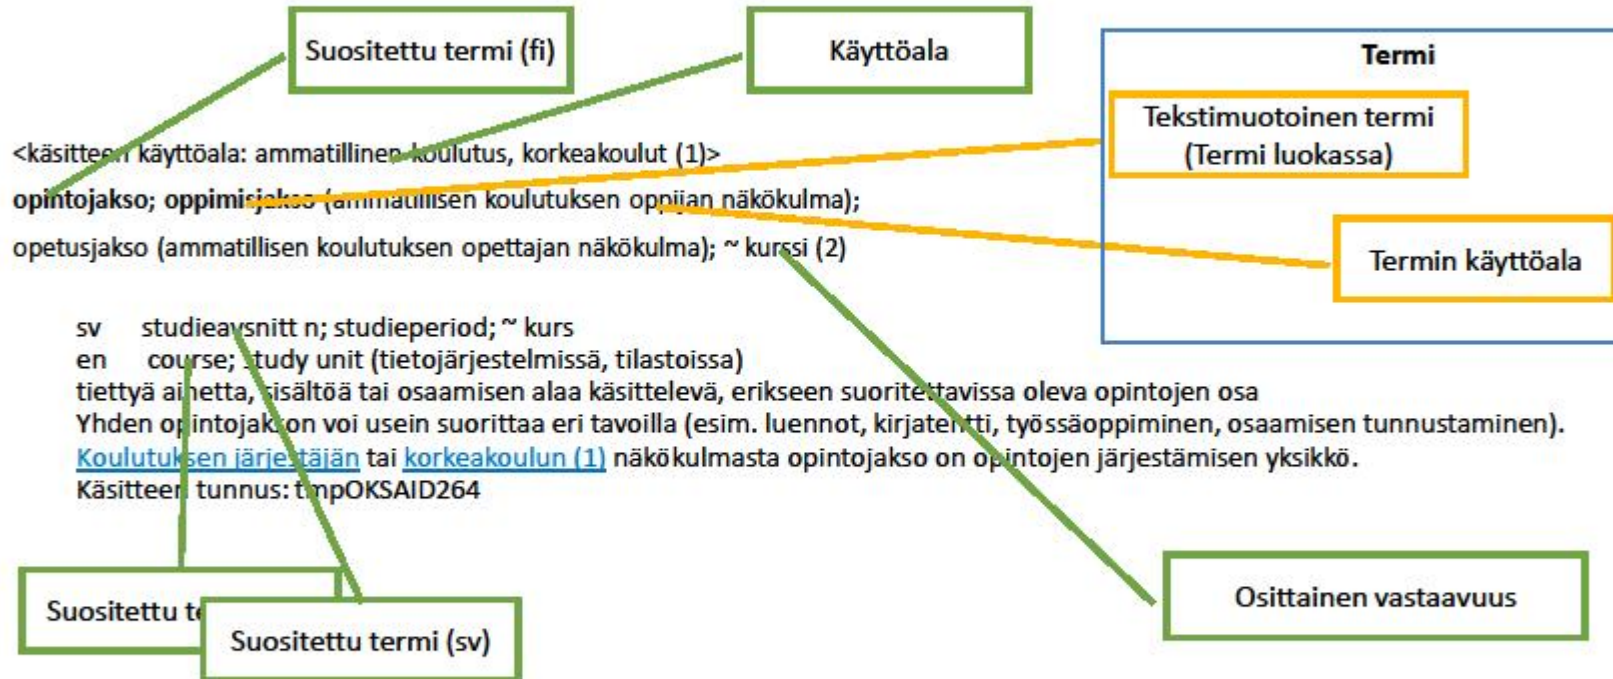 Suositettu termi (fi)
Käyttöala
Termi
Tekstimuotoinen termi
(Termi luokassa)
<käsitteen käyttöala: ammatillinen koulutus, korkeakoulut (1)>
opintojakso; oppimisjakso (ammatillisen koulutuksen oppijan näkökulma);
opetusjakso (ammatillisen koulutuksen opettajan näkökulma); ~ kurssi (2)
Termin käyttöala
sv studieavsnitt n; studieperiod; ~ kurs
en course; study unit (tietojärjestelmissä, tilastoissa)
tiettyä ainetta, sisältöä tai osaamisen alaa käsittelevä, erikseen suoritettavissa oleva opintojen osa
Yhden opintojakson voi usein suorittaa eri tavoilla (esim. luennot, kirjatentti, työssäoppiminen, osaamisen tunnustaminen).
Koulutuksen järjestäjän tai korkeakoulun (1) näkökulmasta opintojakso on opintojen järjestämisen yksikkö.
Käsitteen tunnus: tmpOKSAID264
Suositettu
Suositettu termi (sv)
Osittainen vastaavuus